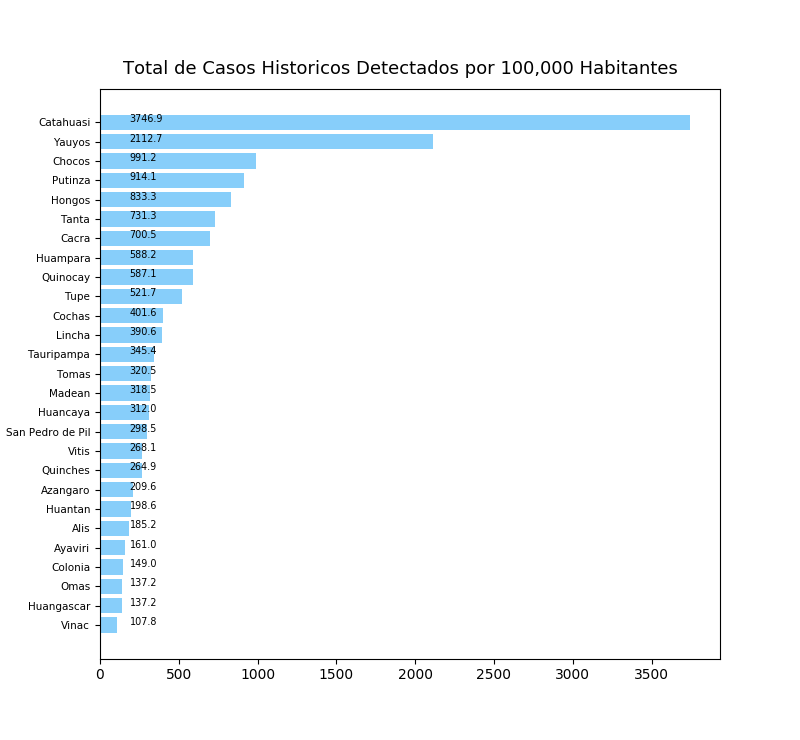 Total de Casos Historicos Detectados por 100,000 Habitantes
Catahuasi 3746.9
Yauyos 2112.7
Chocos 991.2
Putinza 914.1
Hongos 833.3
Tanta 731.3
Cacra 700.5
Huampara 588.2
Quinocay 587.1
Tupe 521.7
Cochas 401.6
Lincha 390.6
Tauripampa 345.4
Tomas 320.5
Madean 318.5
Huancaya 312.0
San Pedro de Pil 298.5
Vitis 268.1
Quinches 264.9
Azangaro 209.6
Huantan 198.6
Alis 185.2
Ayaviri 161.0
Colonia 149.0
Omas 137.2
Huangascar 137.2
Vinac 107.8
0 500 1000 1500 2000 2500 3000 3500